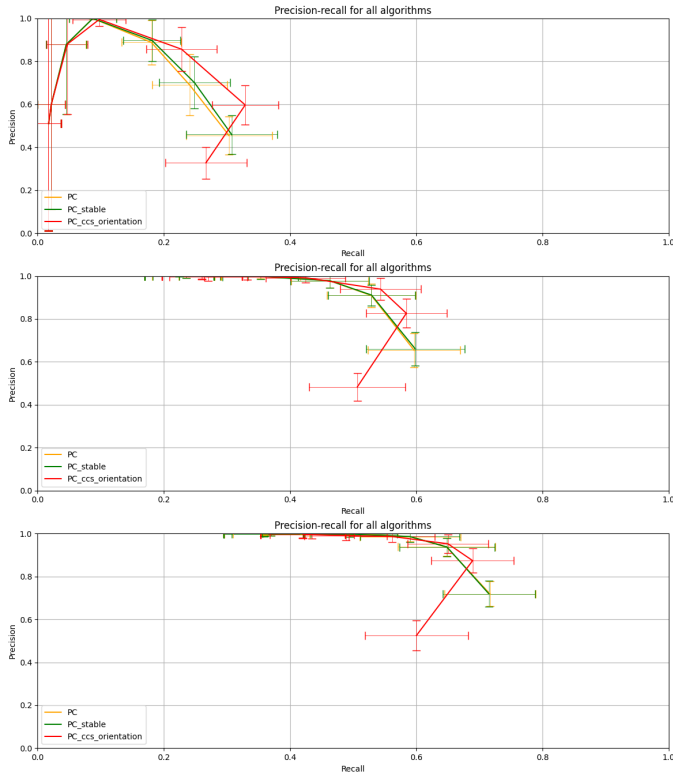 Precision-recall for all algorithms
1.0
0.8
0.6
0.4
0.2
0.0
Precision
PC
PC_stable
PC_ccs_orientation
0.0 0.2 0.4 0.6 0.8 1.0
Recall
Precision-recall for all algorithms
1.0
0.8
0.6
0.4
0.2
0.0
Precision
PC
PC_stable
PC_ccs_orientation
0.0 0.2 0.4 0.6 0.8 1.0
Recall
Precision-recall for all algorithms
1.0
0.8
0.6
0.4
0.2
0.0
Precision
PC
PC_stable
PC_ccs_orientation
0.0 0.2 0.4 0.6 0.8 1.0
Recall